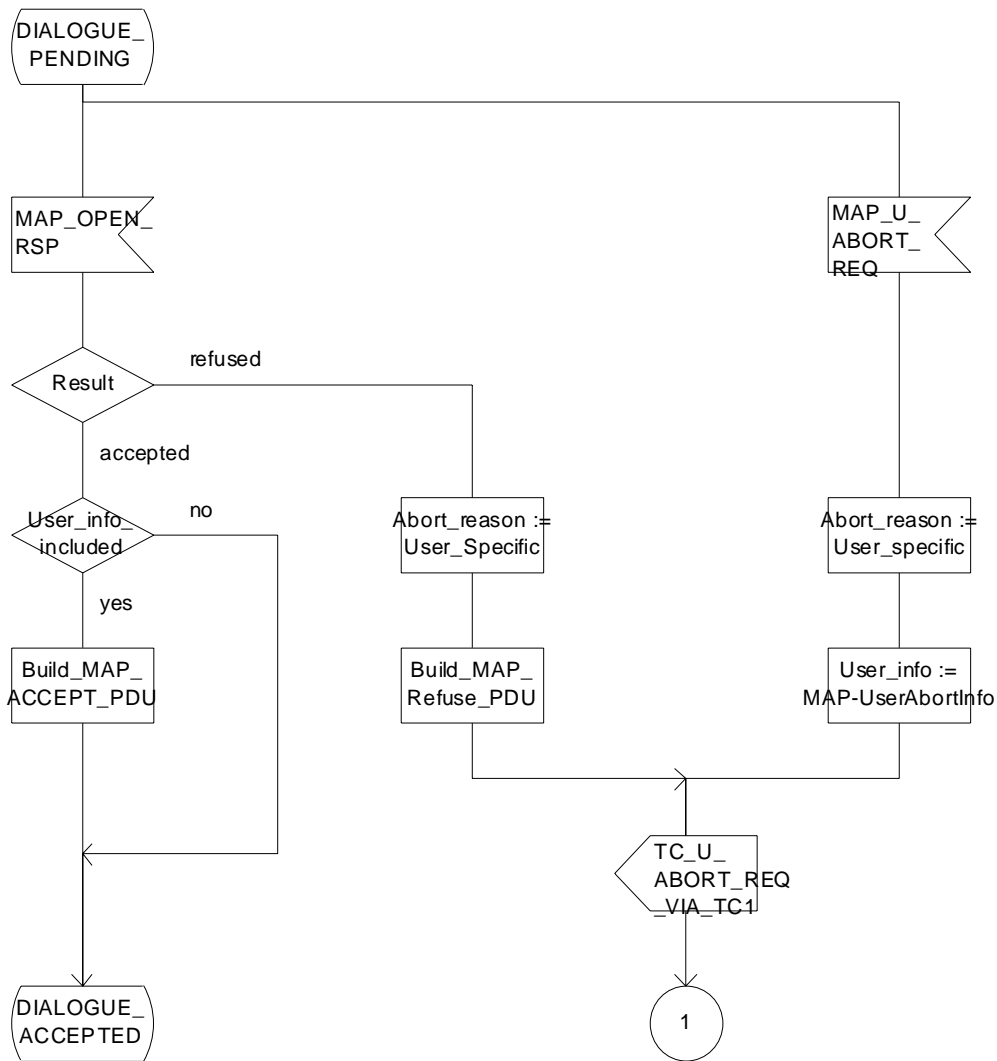 DIALOGUE_
PENDING
MAP_OPEN_
RSP
MAP_U_
ABORT_
REQ
refused
Result
accepted
User_info_
included
no
Abort_reason :=
User_Specific
Abort_reason :=
User_specific
yes
Build_MAP_
ACCEPT_PDU
Build_MAP_
Refuse_PDU
User_info :=
MAP-UserAbortInfo
TC_U_
ABORT_REQ
_VIA_TC1
DIALOGUE_
ACCEPTED
1